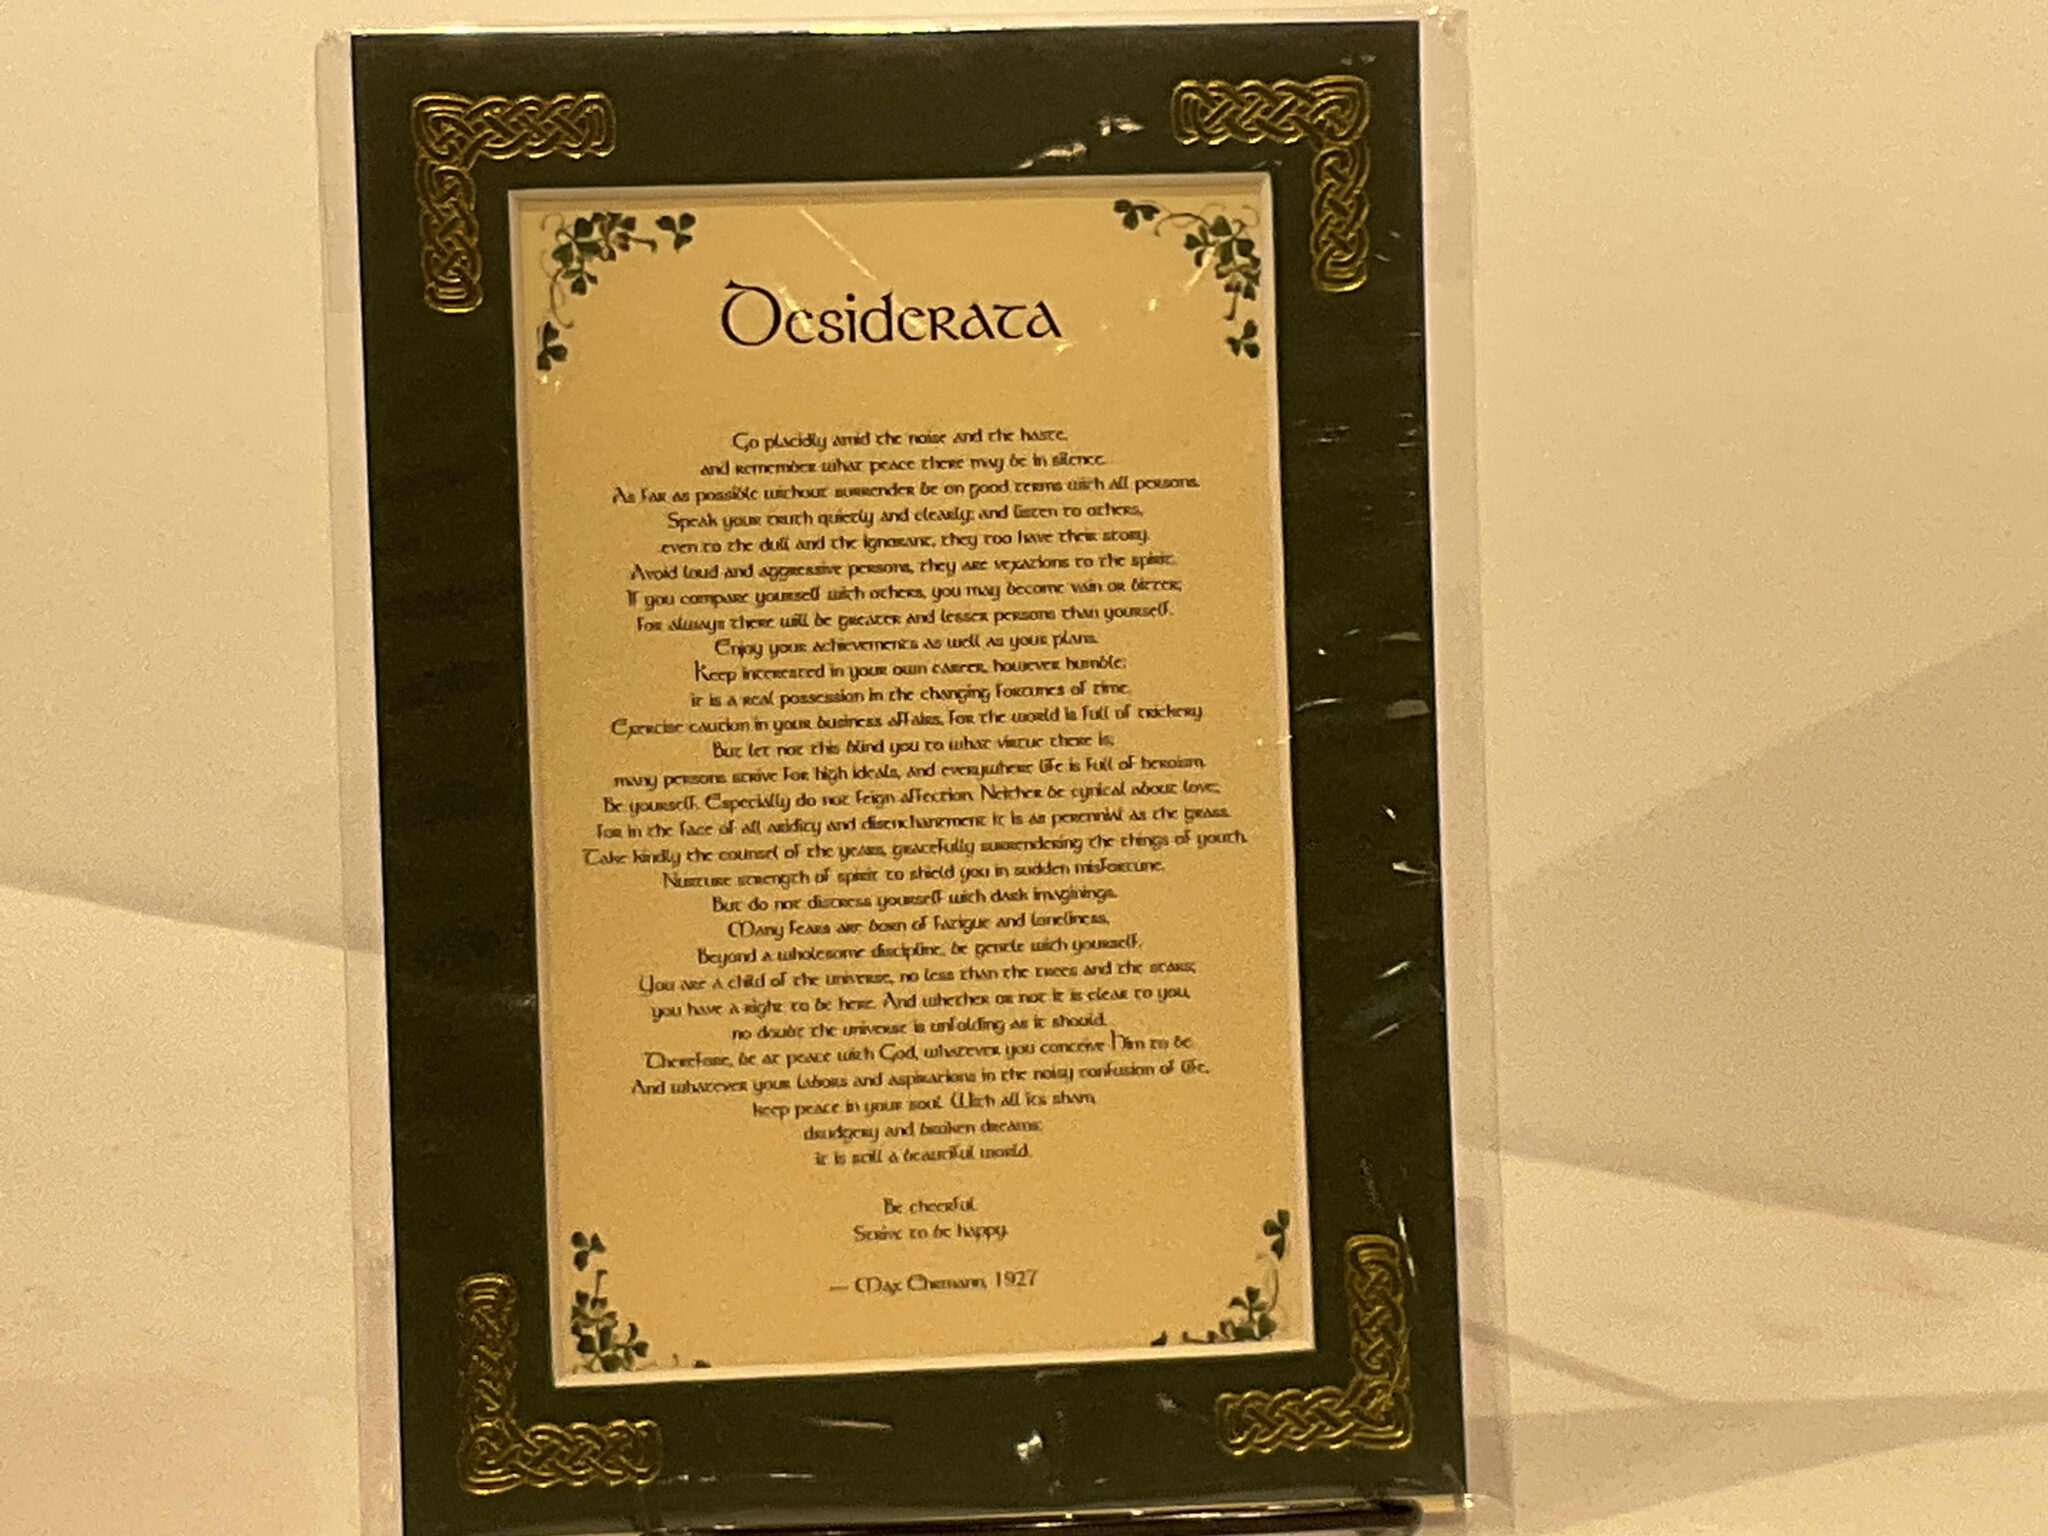 Desiderata
Go placidly amid the noise and the haste,
and remember what peace there may be in silence.
As far as possible without surrender be on good terms with all persons.
Speak your truth quietly and clearly; and listen to others,
even to the dull and the ignorant, they too have their story.
Avoid loud and aggressive persons, they are vexations to the spirit.
If you compare yourself with others, you may become vain or bitter;
for always there will be greater and lesser persons than yourself.
Enjoy your achievements as well as your plans.
Keep interested in your own career, however humble;
it is a real possession in the changing fortunes of time.
Exercise caution in your business affairs, for the world is full of trickery.
But let not this blind you to what virtue there is;
many persons strive for high ideals, and everywhere life is full of heroism.
Be yourself. Especially do not feign affection. Neither be cynical about love;
for in the face of all aridity and disenchantment it is as perennial as the grass.
Take kindly the counsel of the years, gracefully surrendering the things of youth.
Nurture strength of spirit to shield you in sudden misfortune.
But do not distress yourself with dark imaginings.
Many fears are born of fatigue and loneliness,
Beyond a wholesome discipline, be gentle with yourself.
You are a child of the universe, no less than the trees and the stars;
you have a right to be here. And whether or not it is clear to you,
no doubt the universe is unfolding as it should.
Therefore, be at peace with God, whatever you conceive Him to be.
And whatever your labors and aspirations in the noisy confusion of life,
keep peace in your soul. With all its sham,
drudgery and broken dreams;
it is still a beautiful world.
Be cheerful.
Strive to be happy.
— Max Ehrmann, 1927